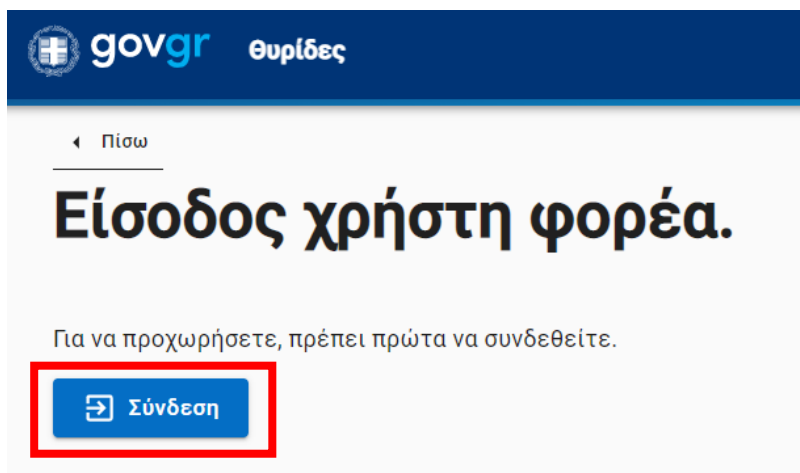 govgr Θυρίδες
Πίσω
Είσοδος χρήστη φορέα.
Για να προχωρήσετε, πρέπει πρώτα να συνδεθείτε.
Σύνδεση